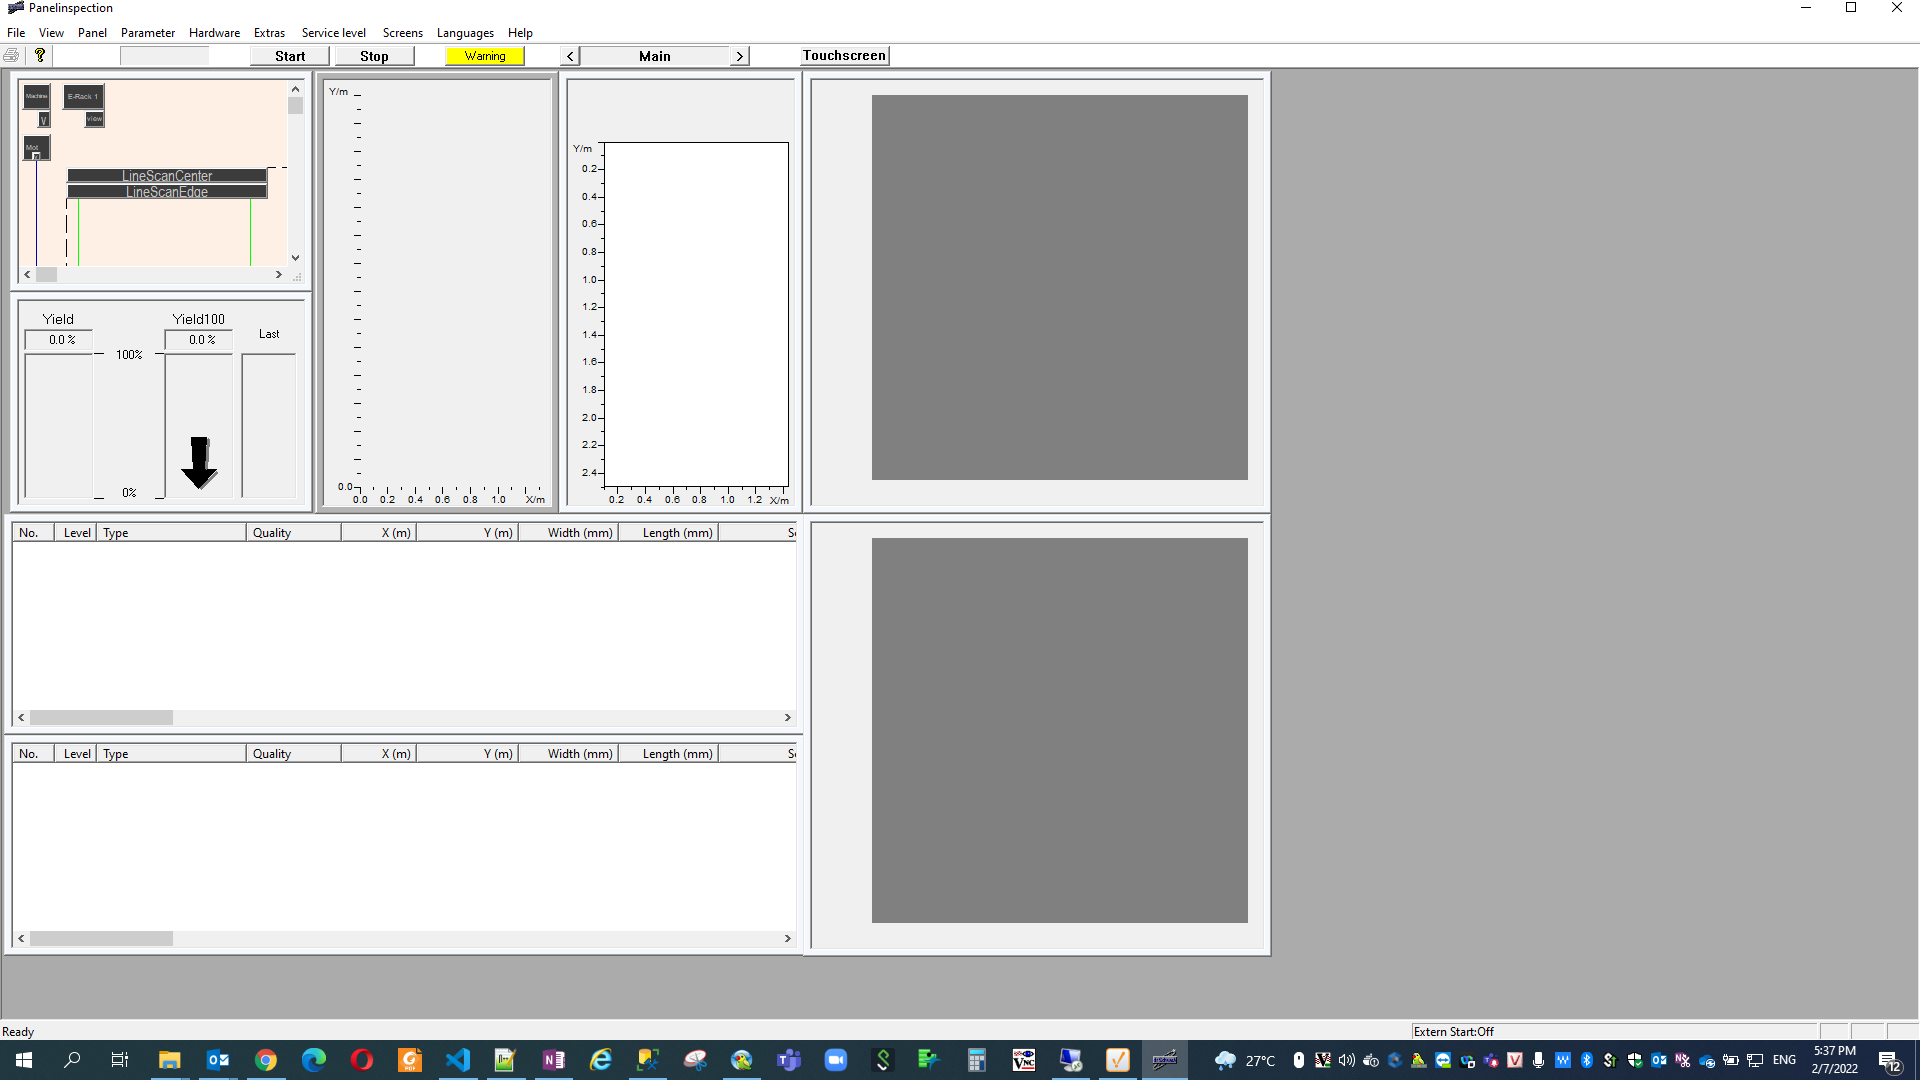 Panelinspection
File View Panel Parameter Hardware Extras Service level Screens Languages Help
? Start Stop Warning < Main > Touchscreen
Machine E-Rack 1
V view
Mot
LineScanCenter
LineScanEdge
Yield Yield100 Last
0.0 % 0.0 %
100%
0%
Y/m
0.0
0.0 0.2 0.4 0.6 0.8 1.0 X/m
Y/m
0.2
0.4
0.6
0.8
1.0
1.2
1.4
1.6
1.8
2.0
2.2
2.4
0.2 0.4 0.6 0.8 1.0 1.2 X/m
No. Level Type Quality X (m) Y (m) Width (mm) Length (mm)
No. Level Type Quality X (m) Y (m) Width (mm) Length (mm)
Ready Extern Start:Off
27°C ENG 5:37 PM
2/7/2022 12